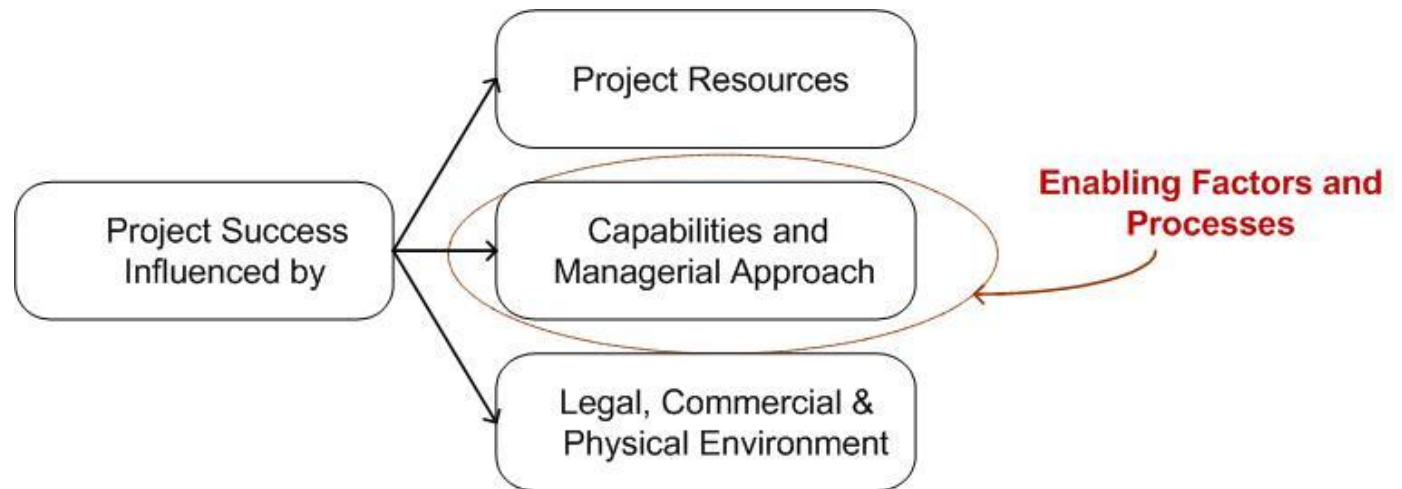 Project Resources
Project Success
Influenced by
Capabilities and
Managerial Approach
Legal, Commercial &
Physical Environment
Enabling Factors and
Processes